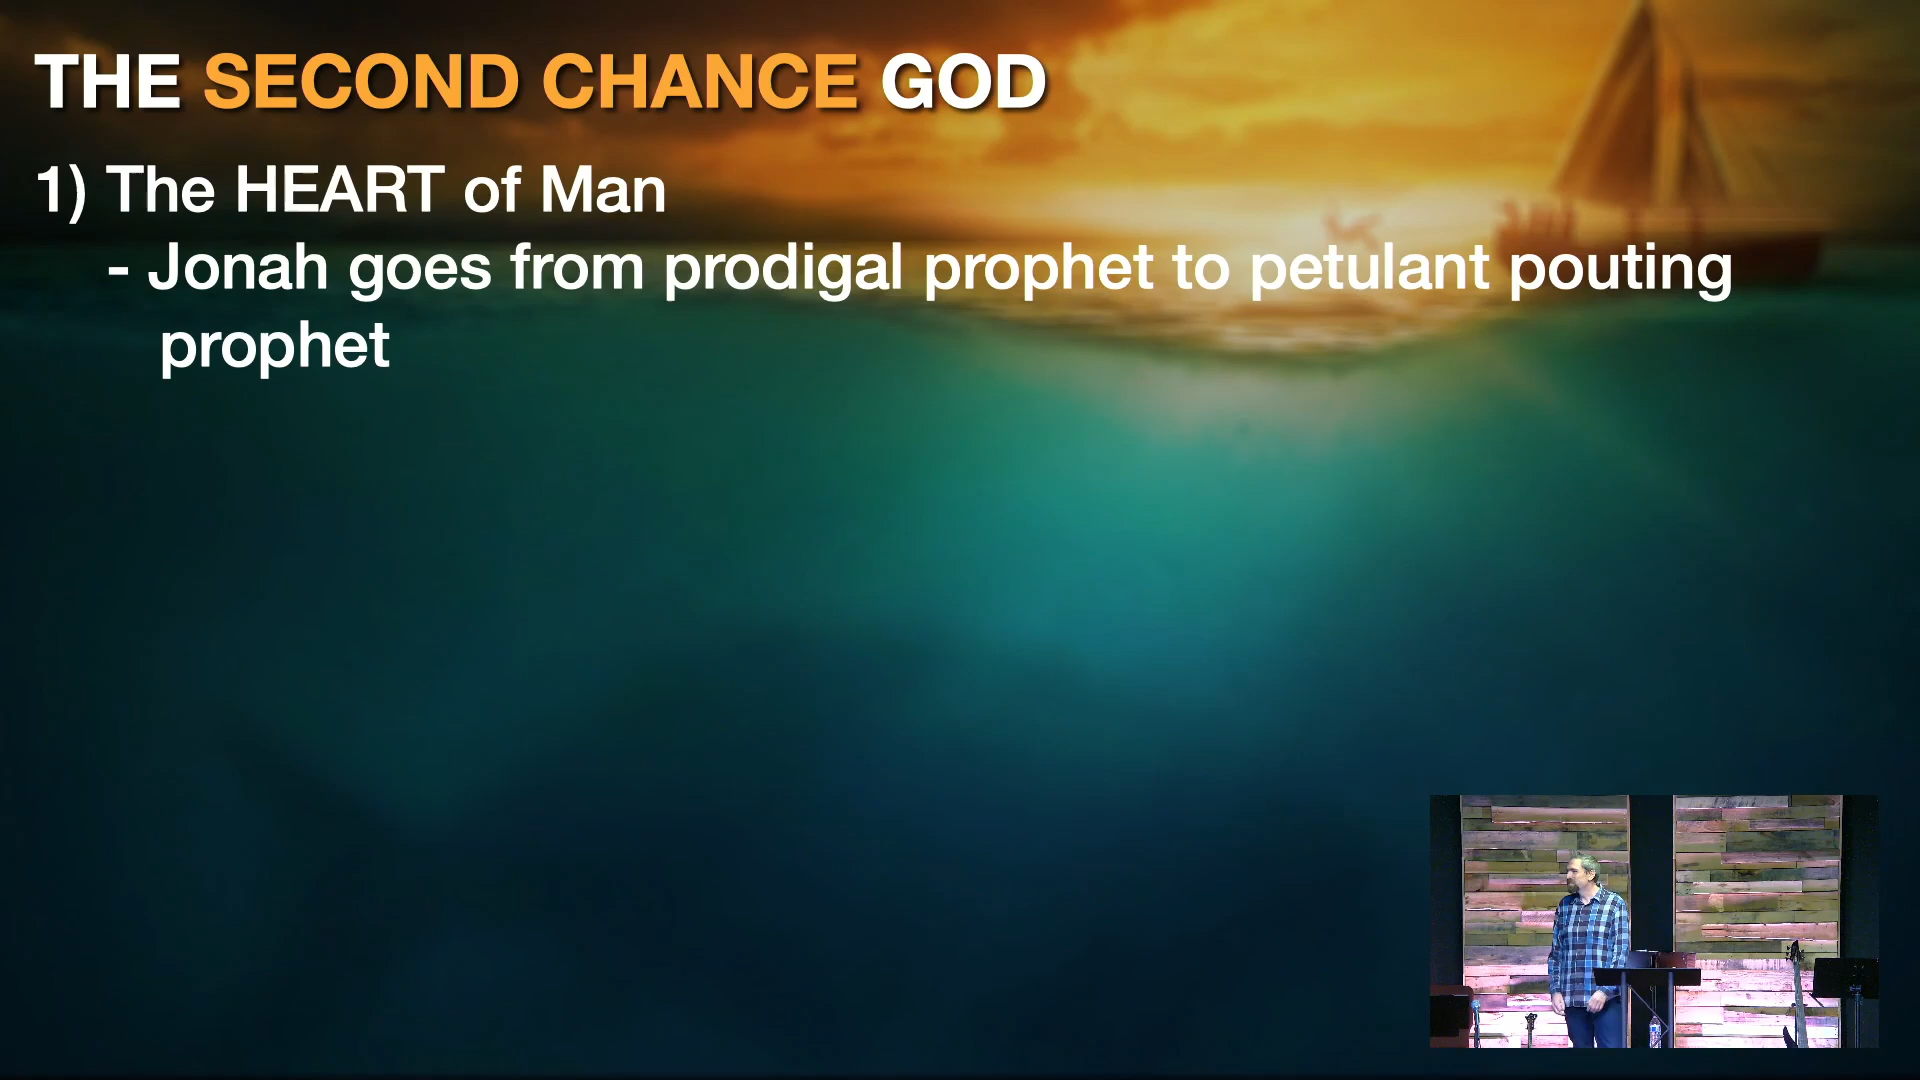 THE SECOND CHANCE GOD
1) The HEART of Man
- Jonah goes from prodigal prophet to petulant pouting
prophet